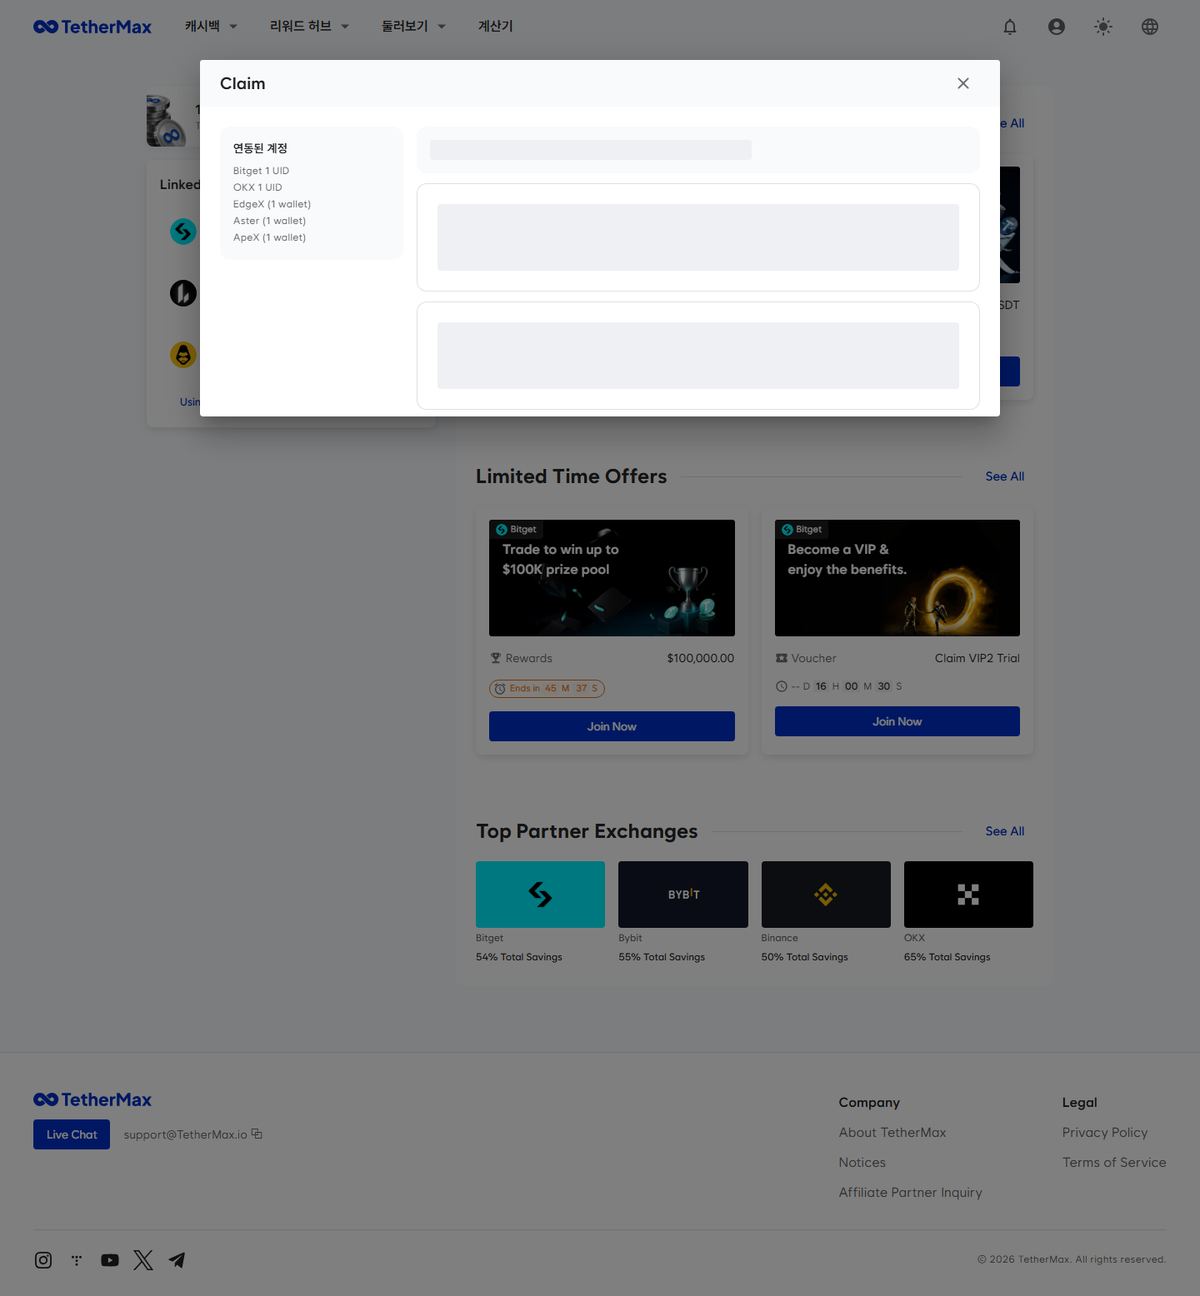 TetherMax
캐시백
리워드 허브
둘러보기
계산기
Claim
연동된 계정
Bitget 1 UID
OKX 1 UID
EdgeX (1 wallet)
Aster (1 wallet)
ApeX (1 wallet)
Linked
Limited Time Offers
See All
Bitget
Trade to win up to
$100K prize pool
Rewards
$100,000.00
Ends in 45 M 37 S
Join Now
Bitget
Become a VIP &
enjoy the benefits.
Voucher
Claim VIP2 Trial
-- D 16 H 00 M 30 S
Join Now
Top Partner Exchanges
See All
BYBIT
Bitget
54% Total Savings
Bybit
55% Total Savings
Binance
50% Total Savings
OKX
65% Total Savings
TetherMax
Live Chat
support@TetherMax.io
Company
About TetherMax
Notices
Affiliate Partner Inquiry
Legal
Privacy Policy
Terms of Service
© 2026 TetherMax. All rights reserved.